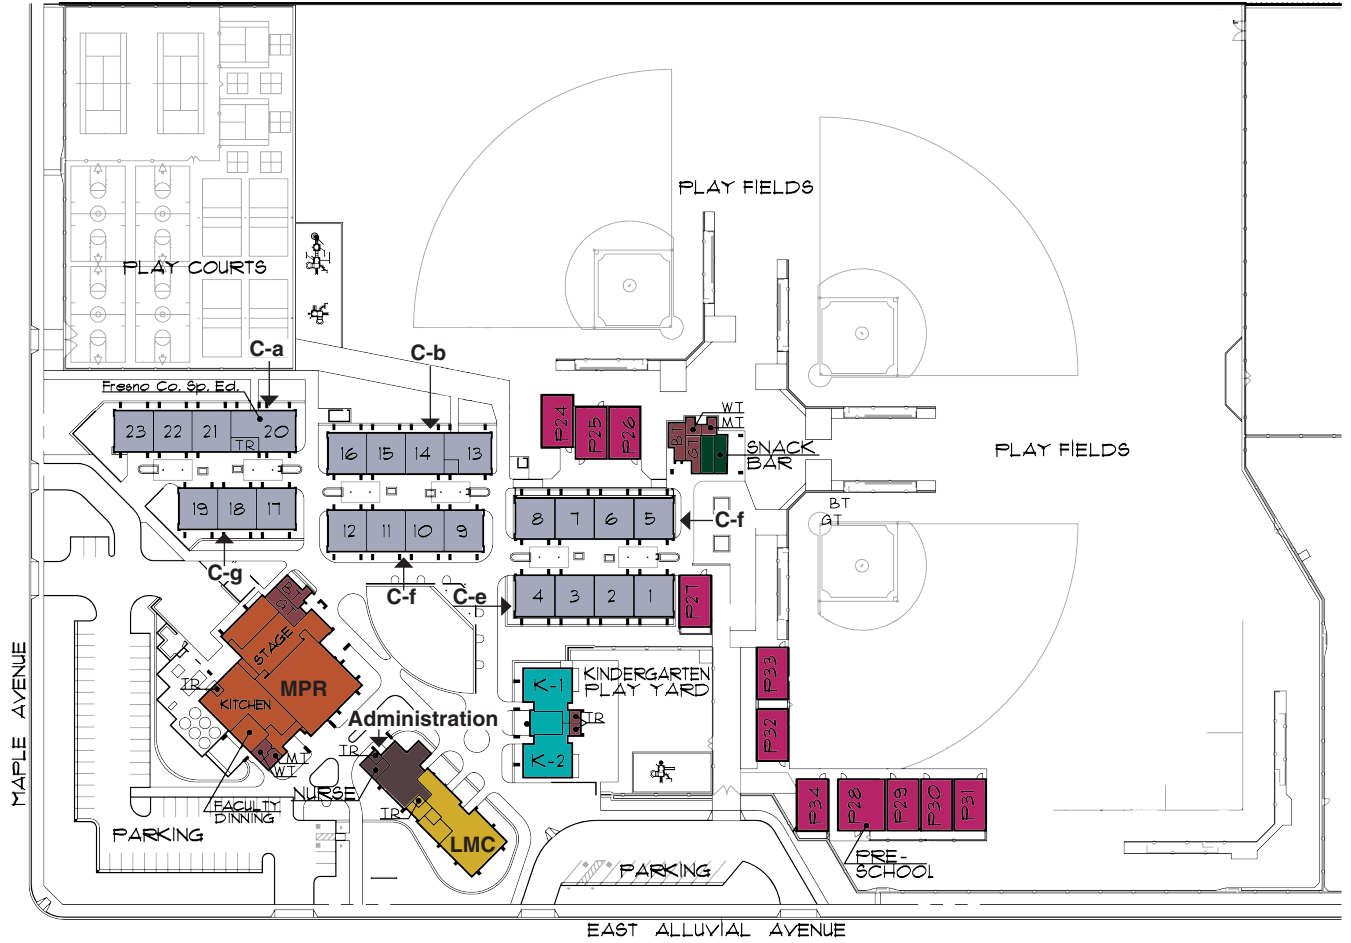 PLAY FIELDS
PLAY COURTS
C-a
C-b
Fresno Co. Sp. Ed.
23 22 21 20
TR
P24 P25 P26
WT
MT
BT
GT
SNACK
BAR
PLAY FIELDS
16 15 14 13
19 18 17
8 7 6 5
C-f
BT
GT
12 11 10 9
C-g
C-f
C-e
4 3 2 1
P27
BT
GT
STAGE
MPR
KITCHEN
TR
K-1
KINDERGARTEN
PLAY YARD
P33
Administration
TR
TR
P32
K-2
MT
WT
NURSE
FACULTY
DINNING
TR
P34 P28 P29 P30 P31
MAPLE AVENUE
PARKING
LMC
PARKING
PRE-
SCHOOL
EAST ALLUVIAL AVENUE